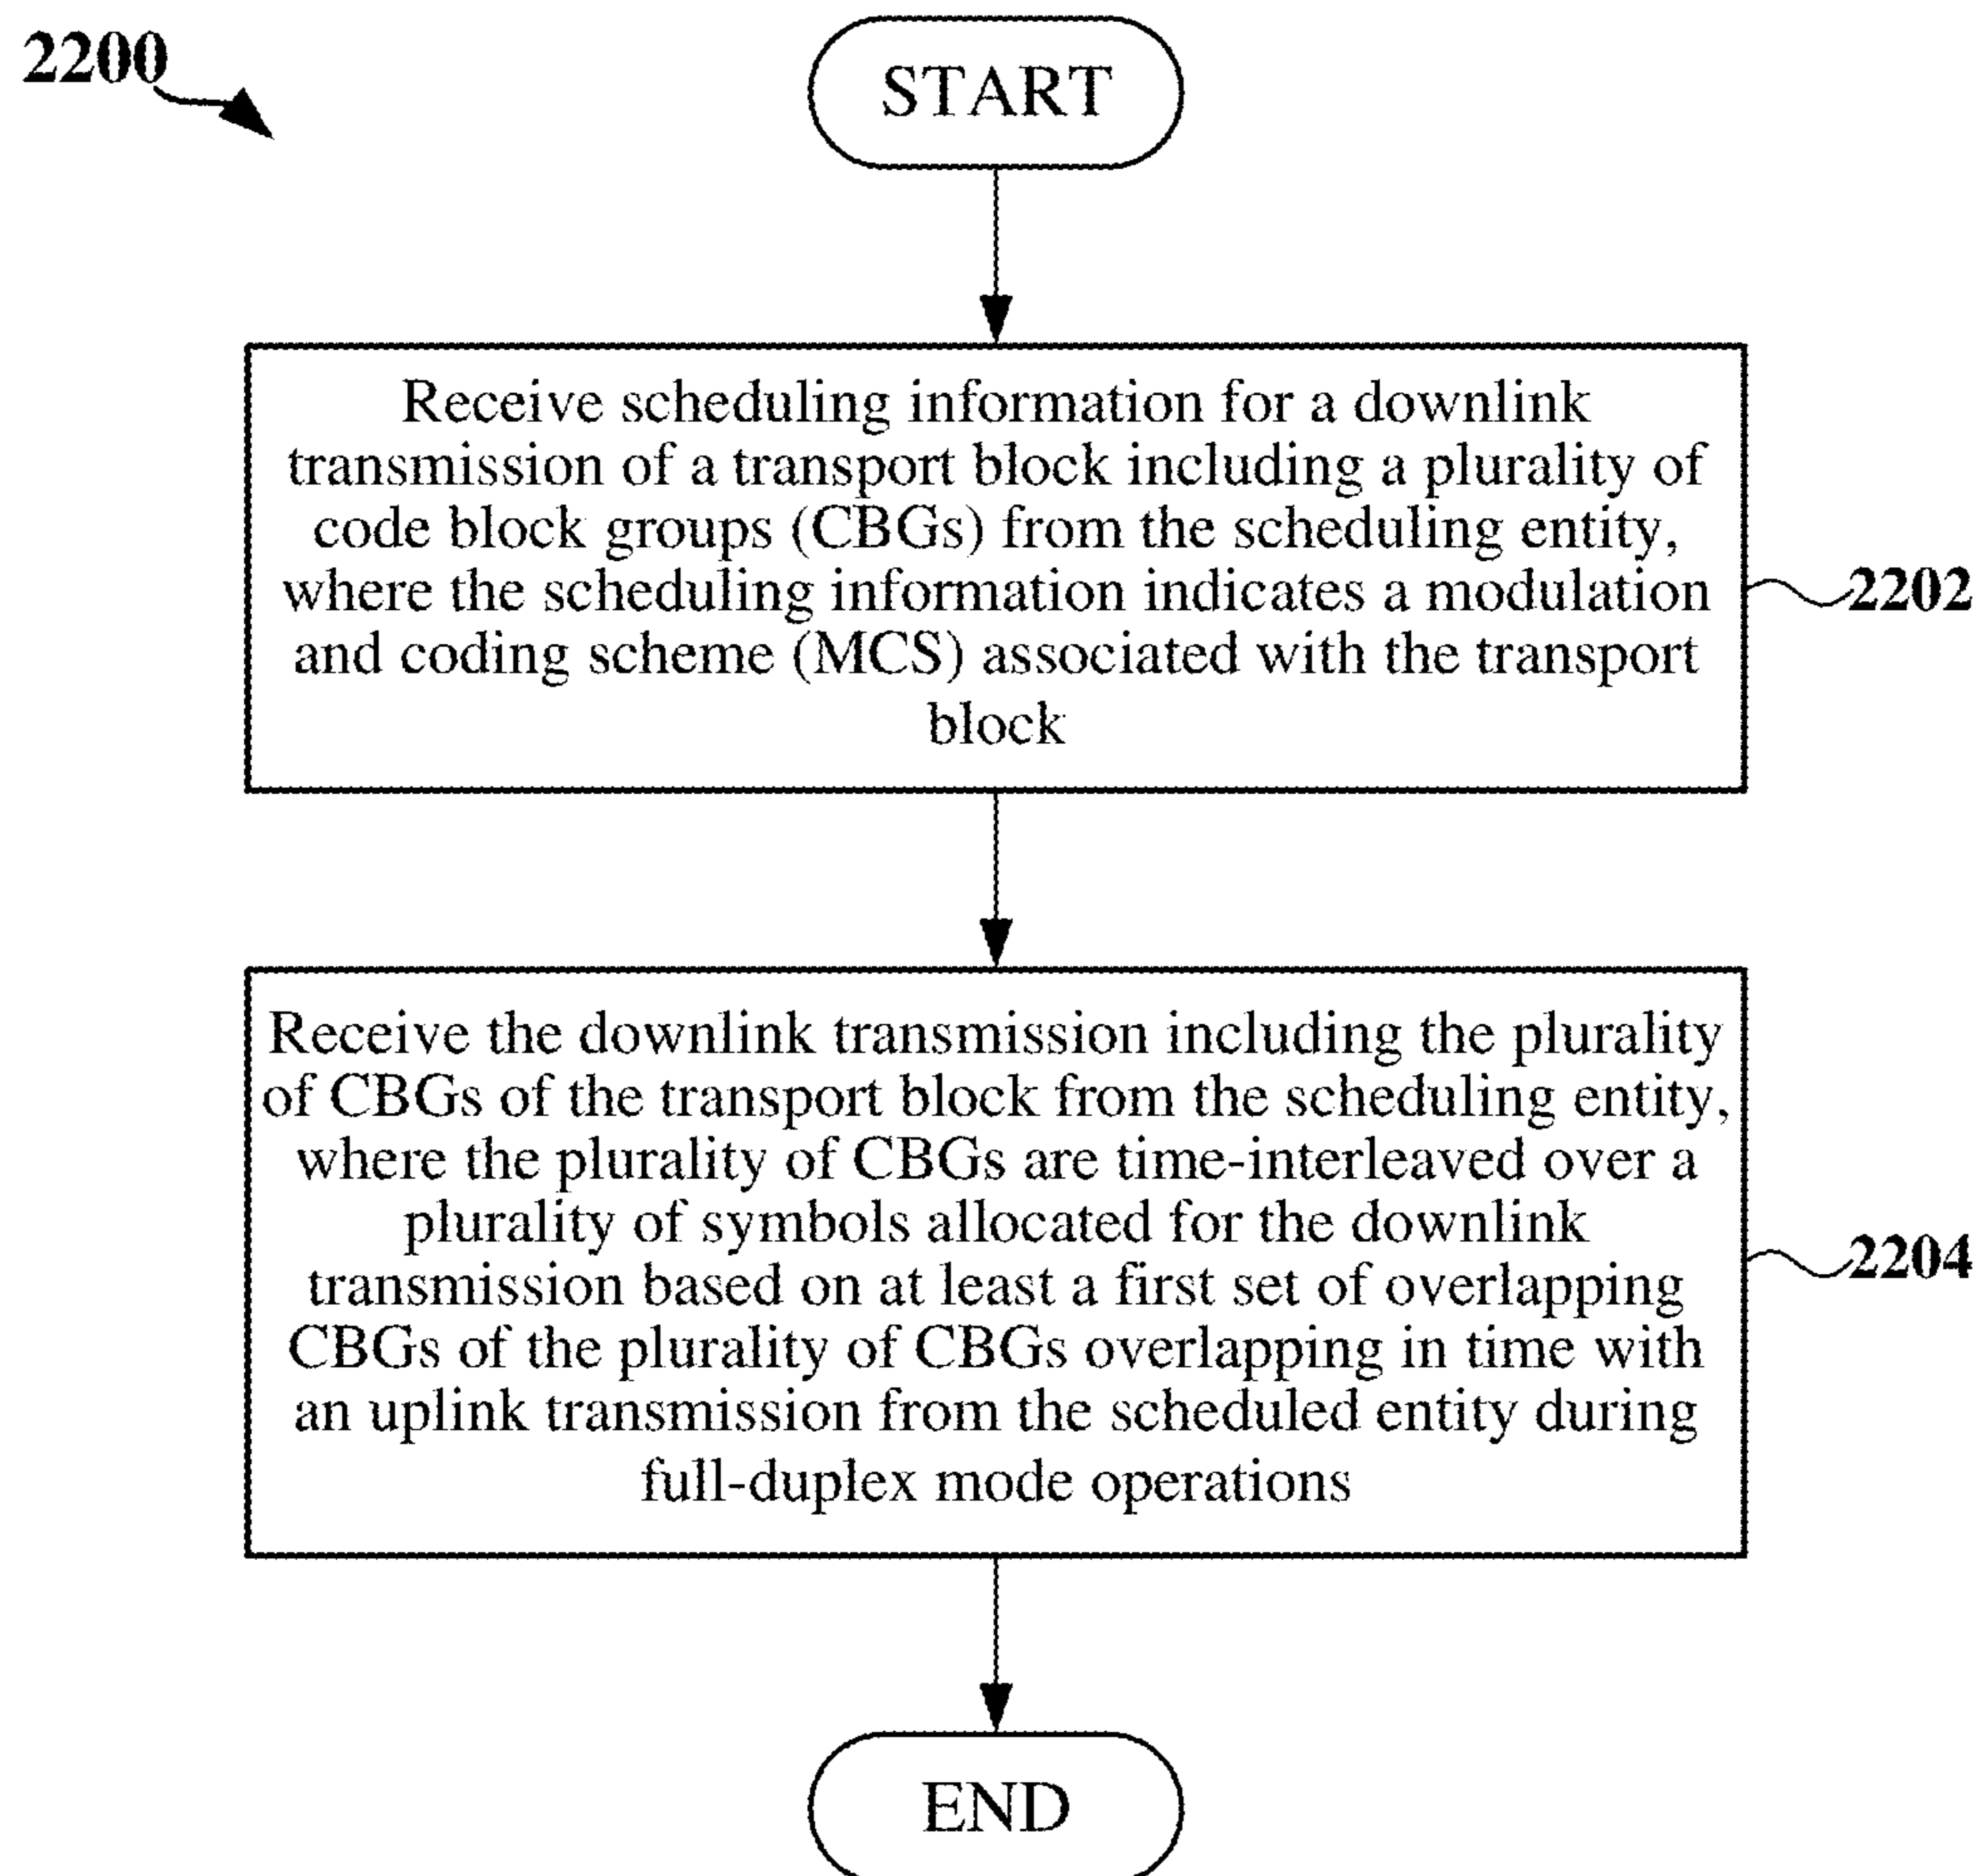 2200
START
Receive scheduling information for a downlink
transmission of a transport block including a plurality of
code block groups (CBGs) from the scheduling entity,
where the scheduling information indicates a modulation
and coding scheme (MCS) associated with the transport
block
2202
Receive the downlink transmission including the plurality
of CBGs of the transport block from the scheduling entity,
where the plurality of CBGs are time-interleaved over a
plurality of symbols allocated for the downlink
transmission based on at least a first set of overlapping
CBGs of the plurality of CBGs overlapping in time with
an uplink transmission from the scheduled entity during
full-duplex mode operations
2204
END